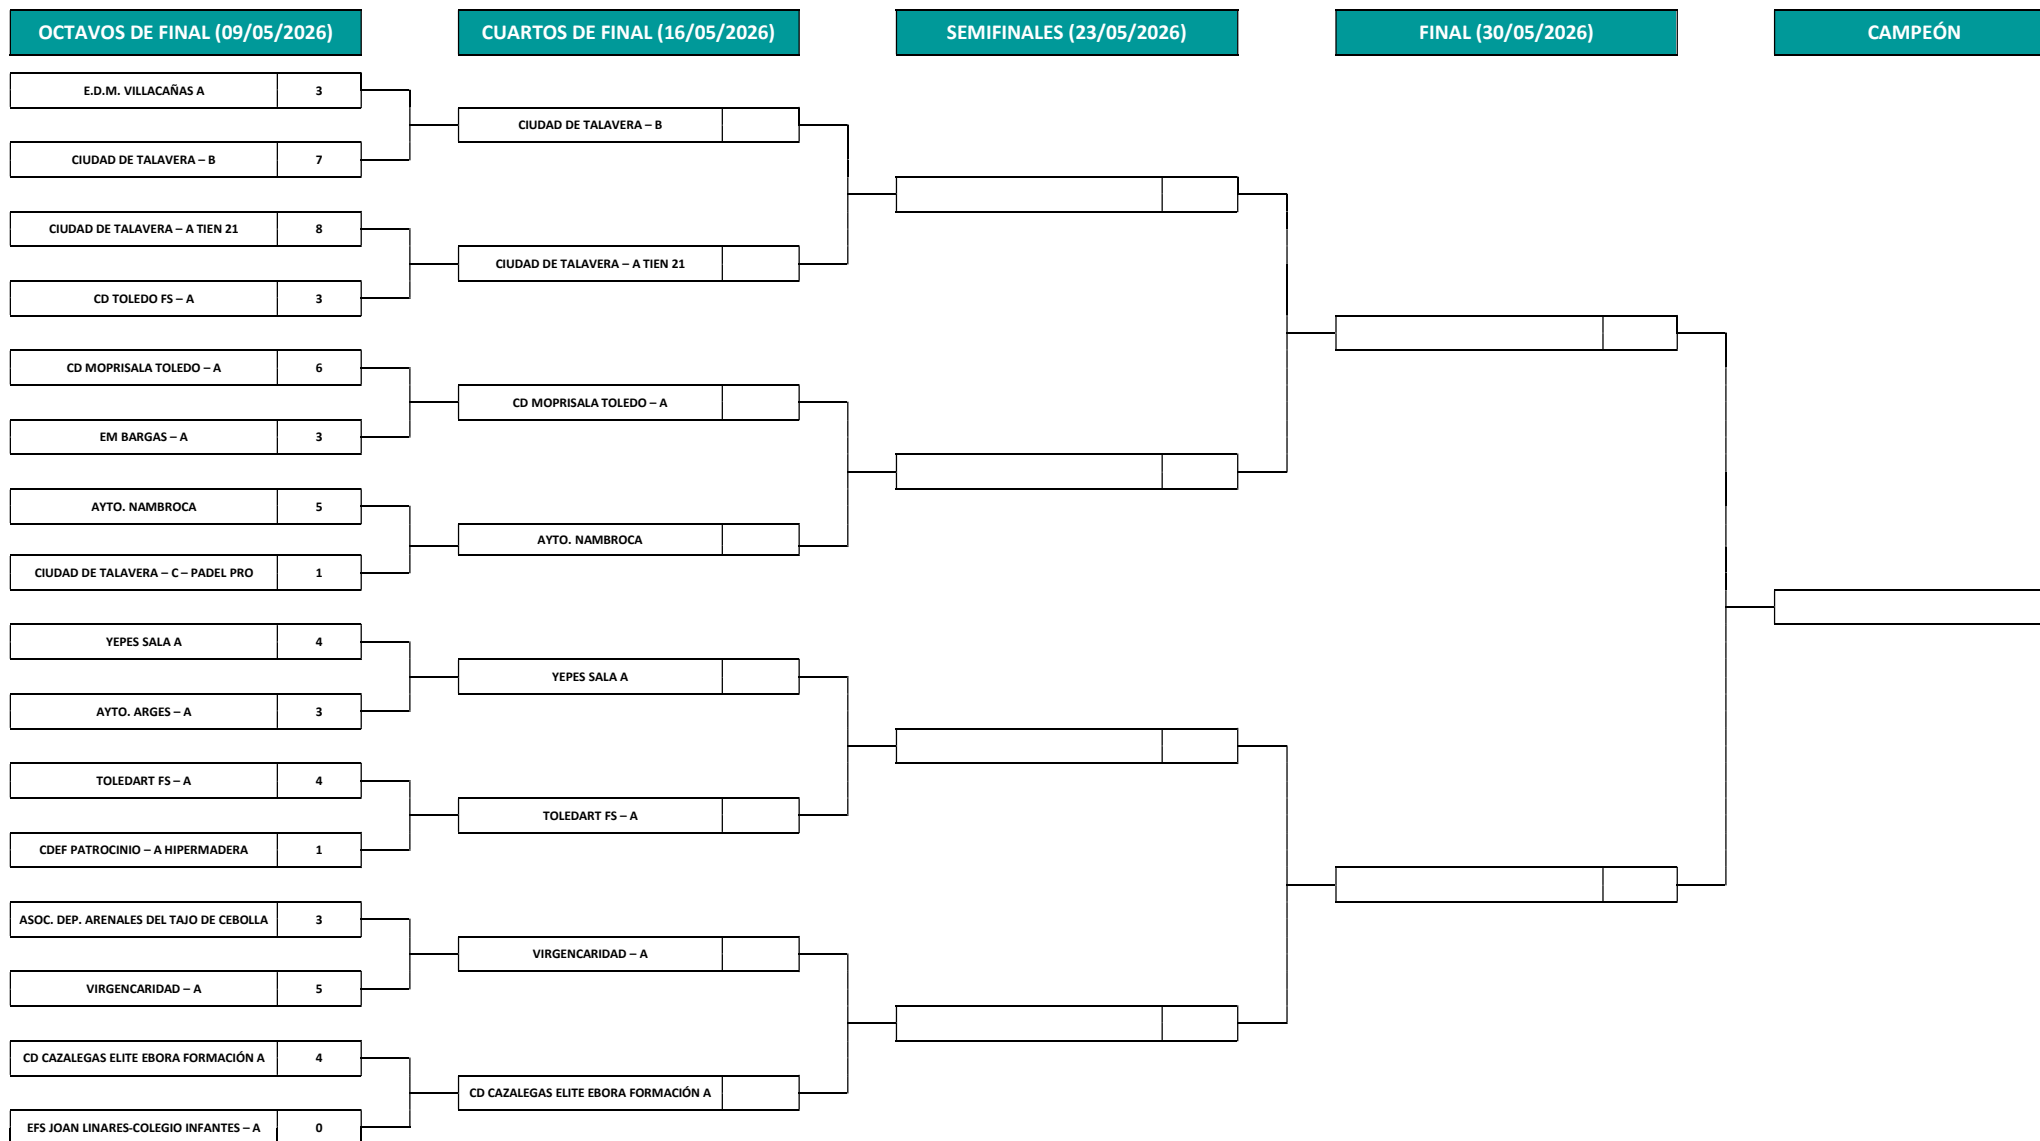 OCTAVOS DE FINAL (09/05/2026)
CUARTOS DE FINAL (16/05/2026)
SEMIFINALES (23/05/2026)
FINAL (30/05/2026)
CAMPEÓN
E.D.M. VILLACAÑAS A 3
CIUDAD DE TALAVERA – B
CIUDAD DE TALAVERA – B 7
CIUDAD DE TALAVERA – A TIEN 21 8
CIUDAD DE TALAVERA – A TIEN 21
CD TOLEDO FS – A 3
CD MOPRISALA TOLEDO – A 6
CD MOPRISALA TOLEDO – A
EM BARGAS – A 3
AYTO. NAMBROCA 5
AYTO. NAMBROCA
CIUDAD DE TALAVERA – C – PADEL PRO 1
YEPES SALA A 4
YEPES SALA A
AYTO. ARGES – A 3
TOLEDART FS – A 4
TOLEDART FS – A
CDEF PATROCINIO – A HIPERMADERA 1
ASOC. DEP. ARENALES DEL TAJO DE CEBOLLA 3
VIRGENCARIDAD – A
VIRGENCARIDAD – A 5
CD CAZALEGAS ELITE EBORA FORMACIÓN A 4
CD CAZALEGAS ELITE EBORA FORMACIÓN A
EFS JOAN LINARES-COLEGIO INFANTES – A 0